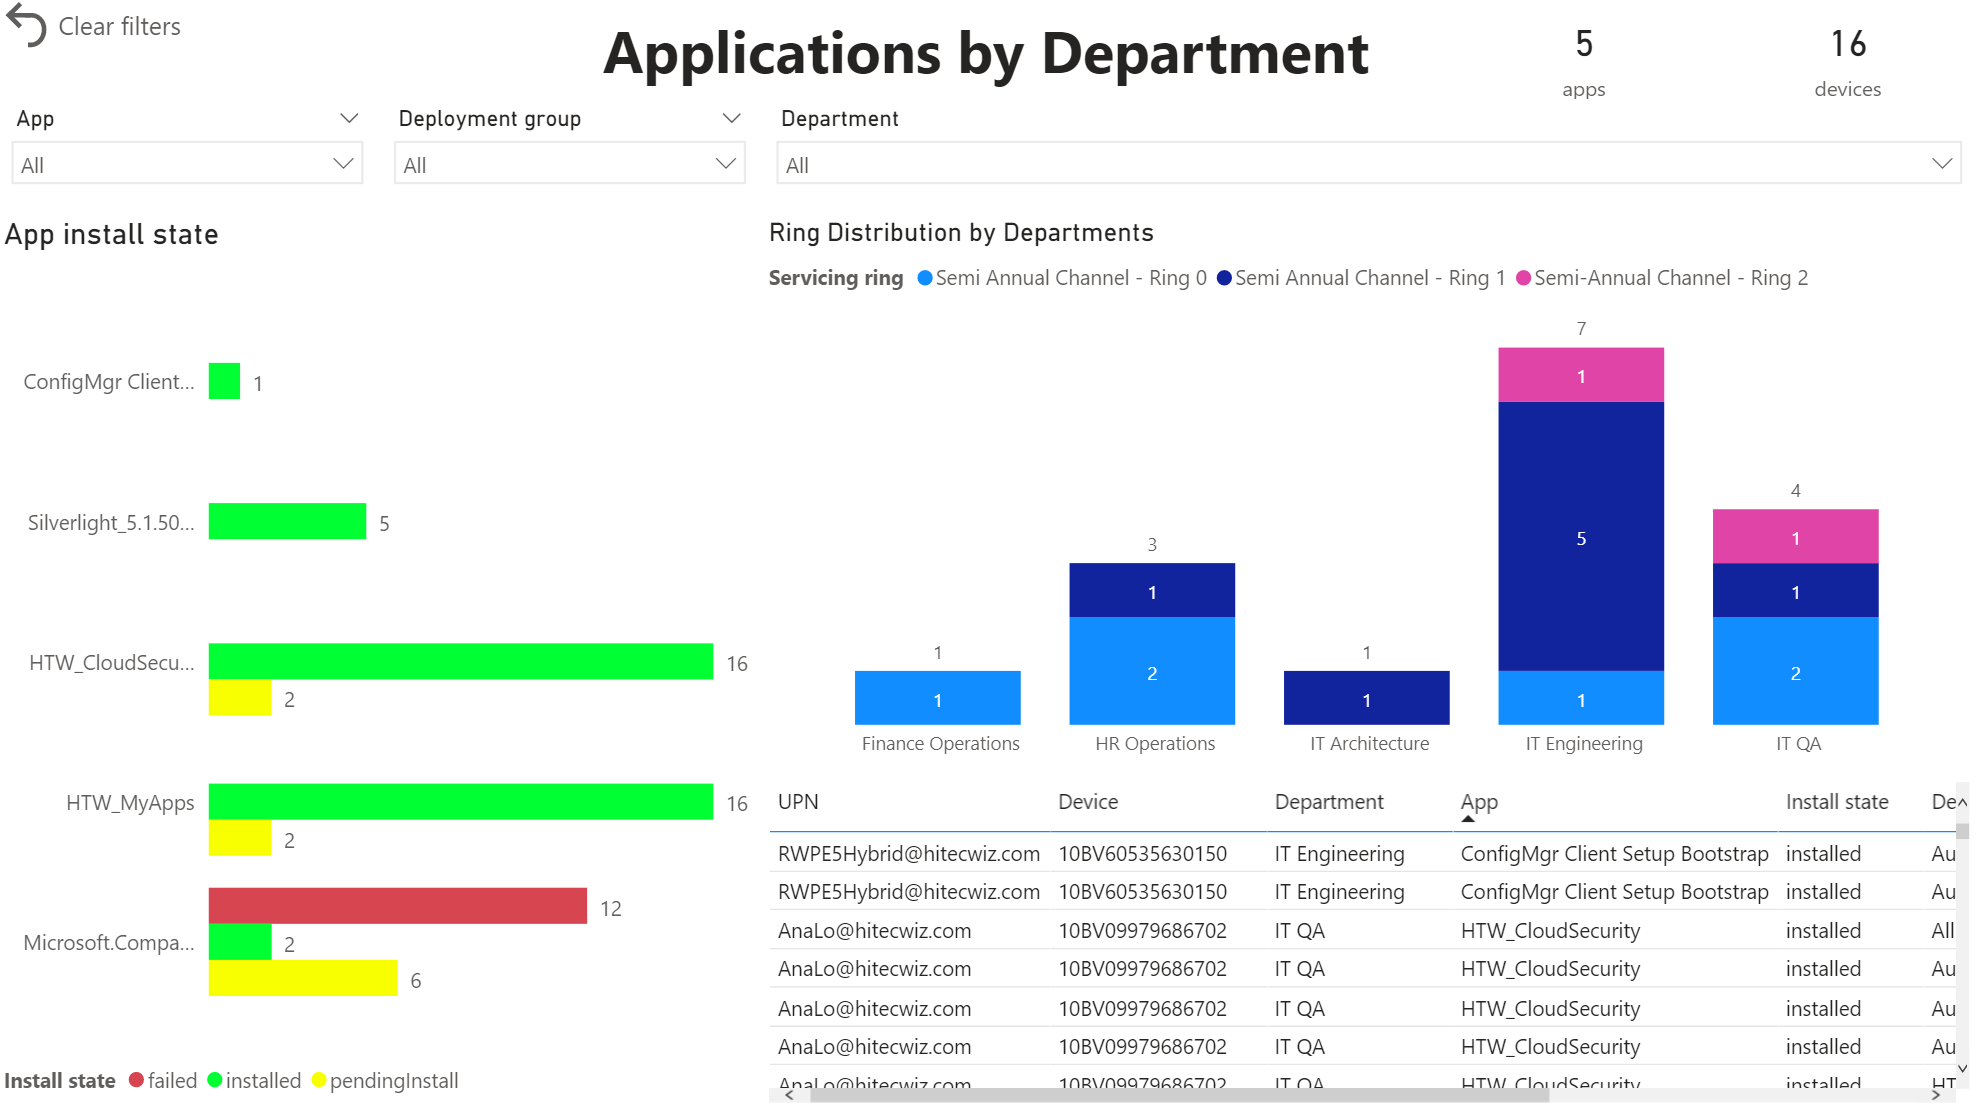 Clear filters
Applications by Department
5
apps
16
devices
App
All
Deployment group
All
Department
All
App install state
ConfigMgr Client...
1
Silverlight_5.1.50...
5
HTW_CloudSecu...
16
2
HTW_MyApps
16
2
Microsoft.Compa...
12
2
6
Install state failed installed pendingInstall
Ring Distribution by Departments
Servicing ring Semi Annual Channel - Ring 0 Semi Annual Channel - Ring 1 Semi-Annual Channel - Ring 2
1
1
Finance Operations
3
1
2
HR Operations
1
1
IT Architecture
7
1
5
1
IT Engineering
4
1
1
2
IT QA
UPN Device Department App Install state De
RWPE5Hybrid@hitecwiz.com 10BV60535630150 IT Engineering ConfigMgr Client Setup Bootstrap installed Au
RWPE5Hybrid@hitecwiz.com 10BV60535630150 IT Engineering ConfigMgr Client Setup Bootstrap installed Au
AnaLo@hitecwiz.com 10BV09979686702 IT QA HTW_CloudSecurity installed All
AnaLo@hitecwiz.com 10BV09979686702 IT QA HTW_CloudSecurity installed Au
AnaLo@hitecwiz.com 10BV09979686702 IT QA HTW_CloudSecurity installed Au
AnaLo@hitecwiz.com 10BV09979686702 IT QA HTW_CloudSecurity installed Au
AnaLo@hitecwiz.com 10BV09979686702 IT QA HTW_CloudSecurity installed HT